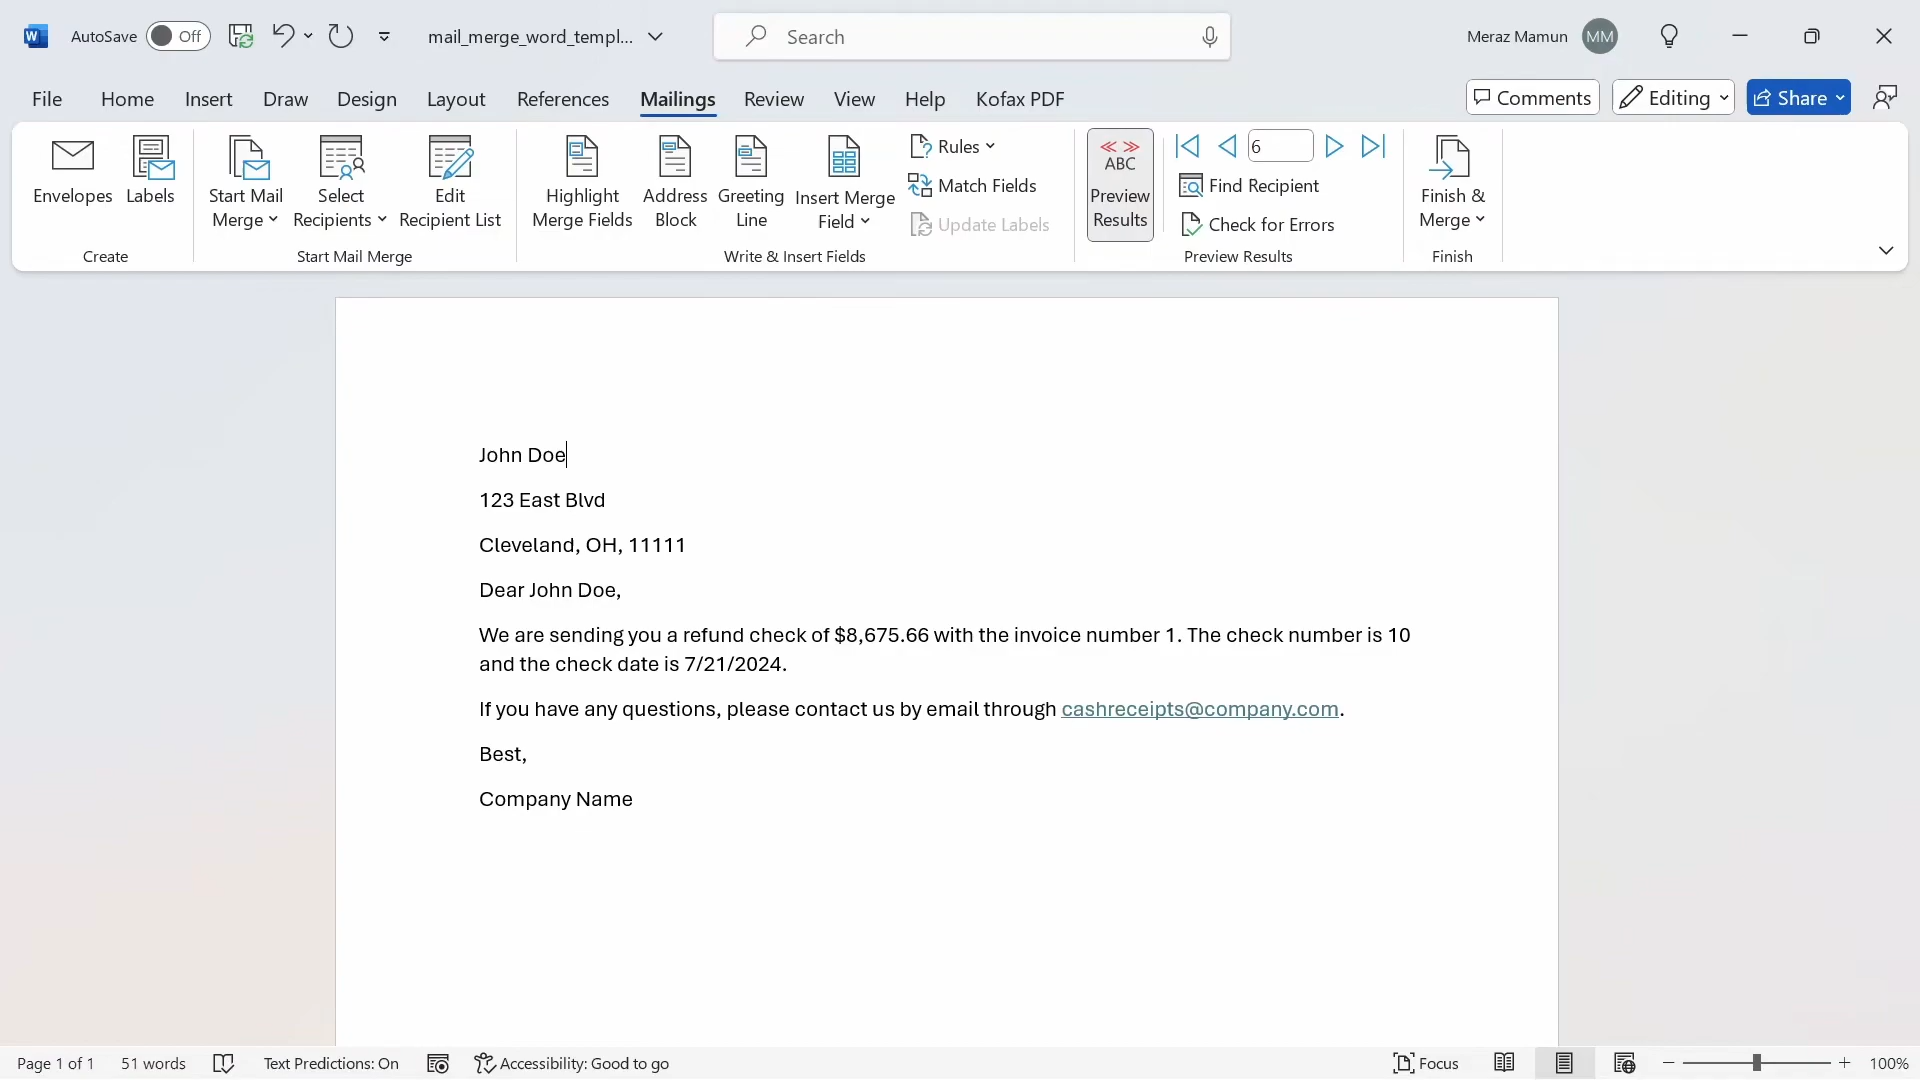 AutoSave Off mail_merge_word_templ... Search Meraz Mamun MM
File Home Insert Draw Design Layout References Mailings Review View Help Kofax PDF Comments Editing Share
Envelopes
Labels
Start Mail
Merge
Select
Recipients
Edit
Recipient List
Highlight
Merge Fields
Address
Block
Greeting
Line
Insert Merge
Field
Rules
Match Fields
Update Labels
ABC
Preview
Results
6
Find Recipient
Check for Errors
Finish &
Merge
Create Start Mail Merge Write & Insert Fields Preview Results Finish
John Doe
123 East Blvd
Cleveland, OH, 11111
Dear John Doe,
We are sending you a refund check of $8,675.66 with the invoice number 1. The check number is 10
and the check date is 7/21/2024.
If you have any questions, please contact us by email through cashreceipts@company.com.
Best,
Company Name
Page 1 of 1 51 words Text Predictions: On Accessibility: Good to go Focus 100%